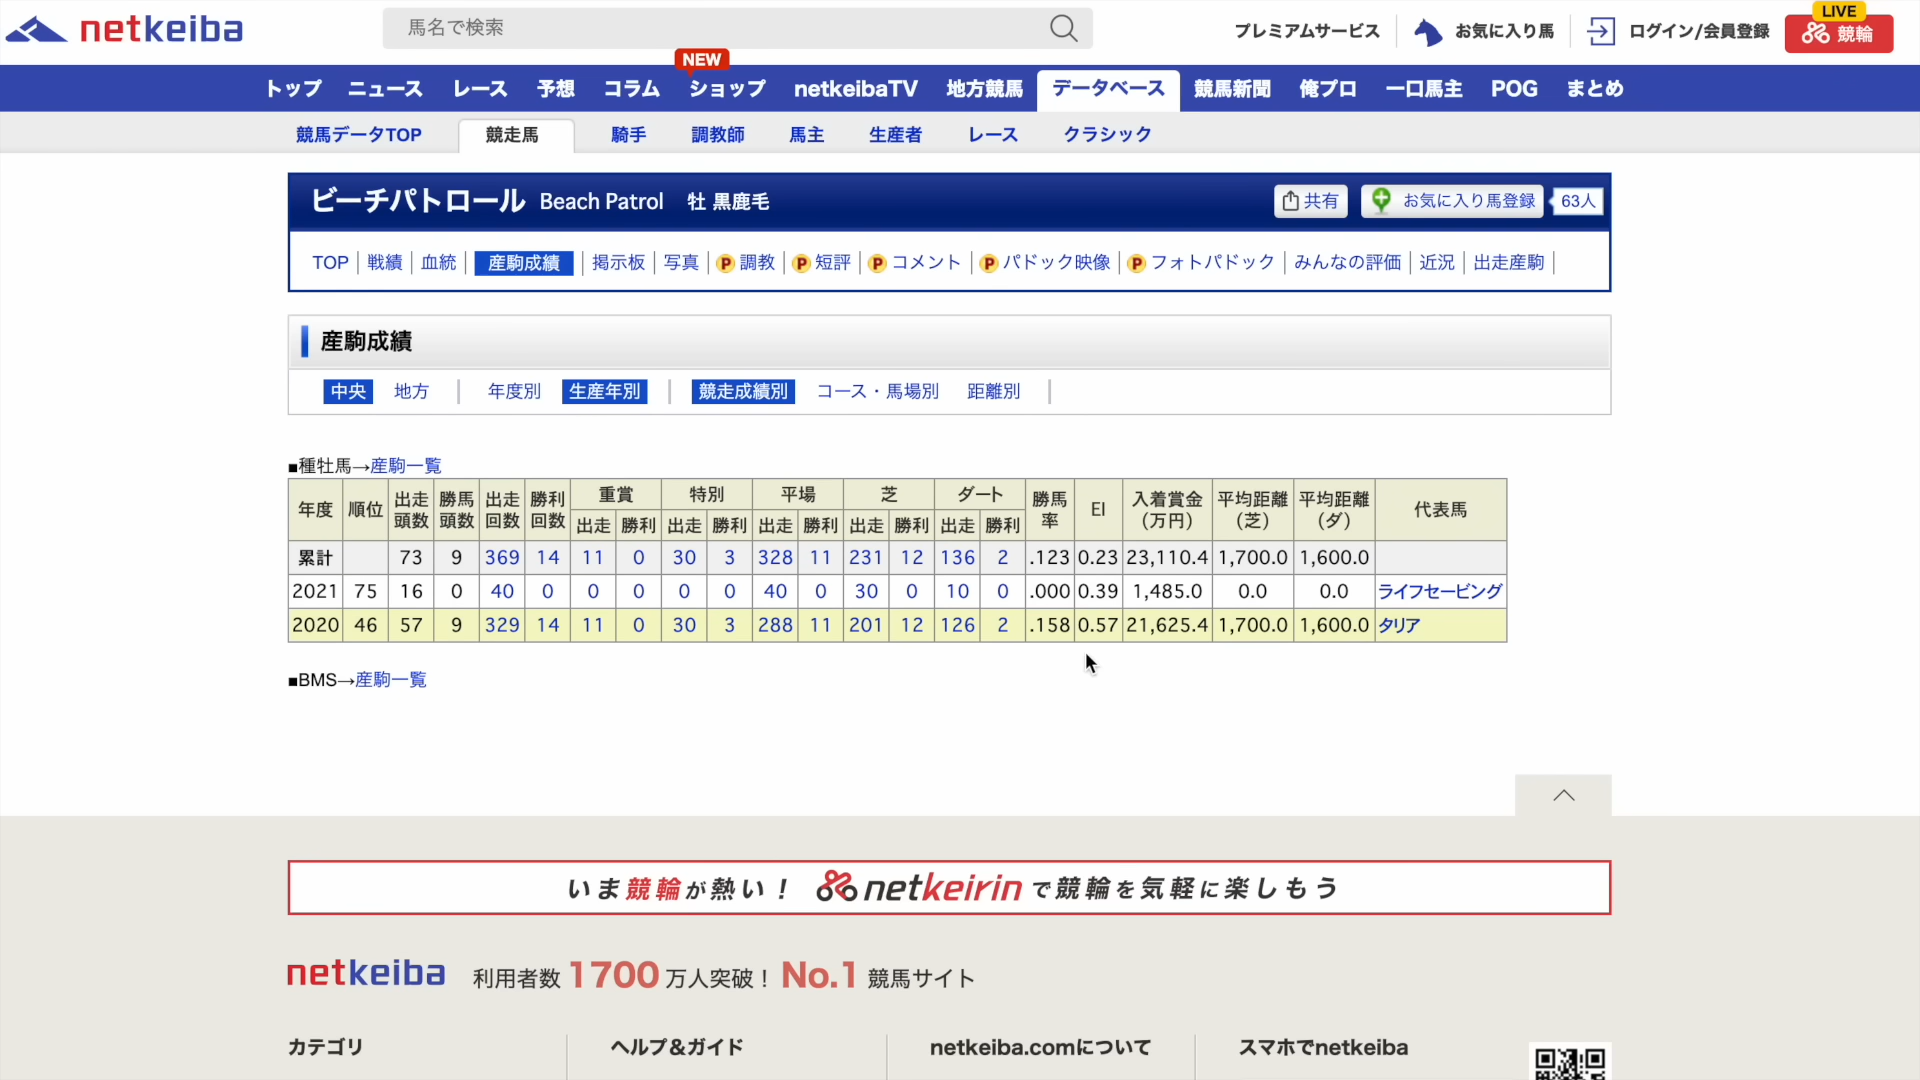 netkeiba 馬名で検索 プレミアムサービス お気に入り馬 ログイン/会員登録 LIVE 競輪
NEW
トップ ニュース レース 予想 コラム ショップ netkeibaTV 地方競馬 データベース 競馬新聞 俺プロ 一口馬主 POG まとめ
競馬データTOP 競走馬 騎手 調教師 馬主 生産者 レース クラシック
ビーチパトロール Beach Patrol 牡 黒鹿毛 共有 お気に入り馬登録 63人
TOP 戦績 血統 産駒成績 掲示板 写真 P 調教 P 短評 P コメント P パドック映像 P フォトパドック みんなの評価 近況 出走産駒
産駒成績
中央 地方 年度別 生産年別 競走成績別 コース・馬場別 距離別
■種牡馬→産駒一覧
年度 順位 出走頭数 勝馬頭数 出走回数 勝利回数 重賞 特別 平場 芝 ダート 勝馬率 EI 入着賞金(万円) 平均距離(芝) 平均距離(ダ) 代表馬
出走 勝利 出走 勝利 出走 勝利 出走 勝利 出走 勝利
累計 73 9 369 14 11 0 30 3 328 11 231 12 136 2 .123 0.23 23,110.4 1,700.0 1,600.0
2021 75 16 0 40 0 0 0 0 0 40 0 30 0 10 0 .000 0.39 1,485.0 0.0 0.0 ライフセービング
2020 46 57 9 329 14 11 0 30 3 288 11 201 12 126 2 .158 0.57 21,625.4 1,700.0 1,600.0 タリア
■BMS→産駒一覧
いま競輪が熱い! netkeirin で競輪を気軽に楽しもう
netkeiba 利用者数 1700 万人突破! No.1 競馬サイト
カテゴリ ヘルプ&ガイド netkeiba.comについて スマホでnetkeiba